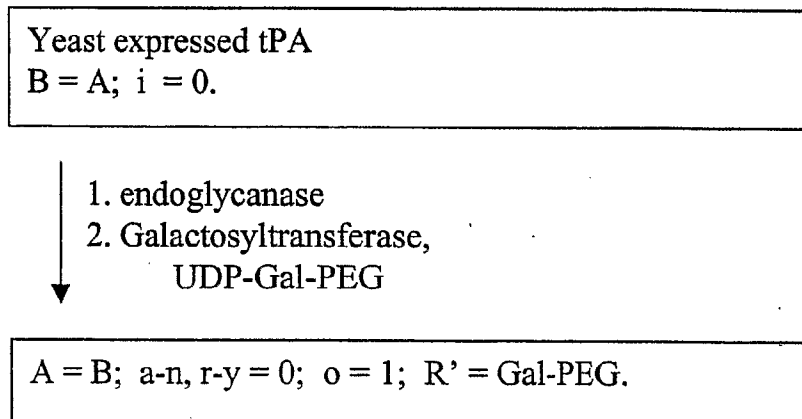 Yeast expressed tPA
B = A; i = 0.
1. endoglycanase
2. Galactosyltransferase,
UDP-Gal-PEG
A = B; a-n, r-y = 0; o = 1; R' = Gal-PEG.